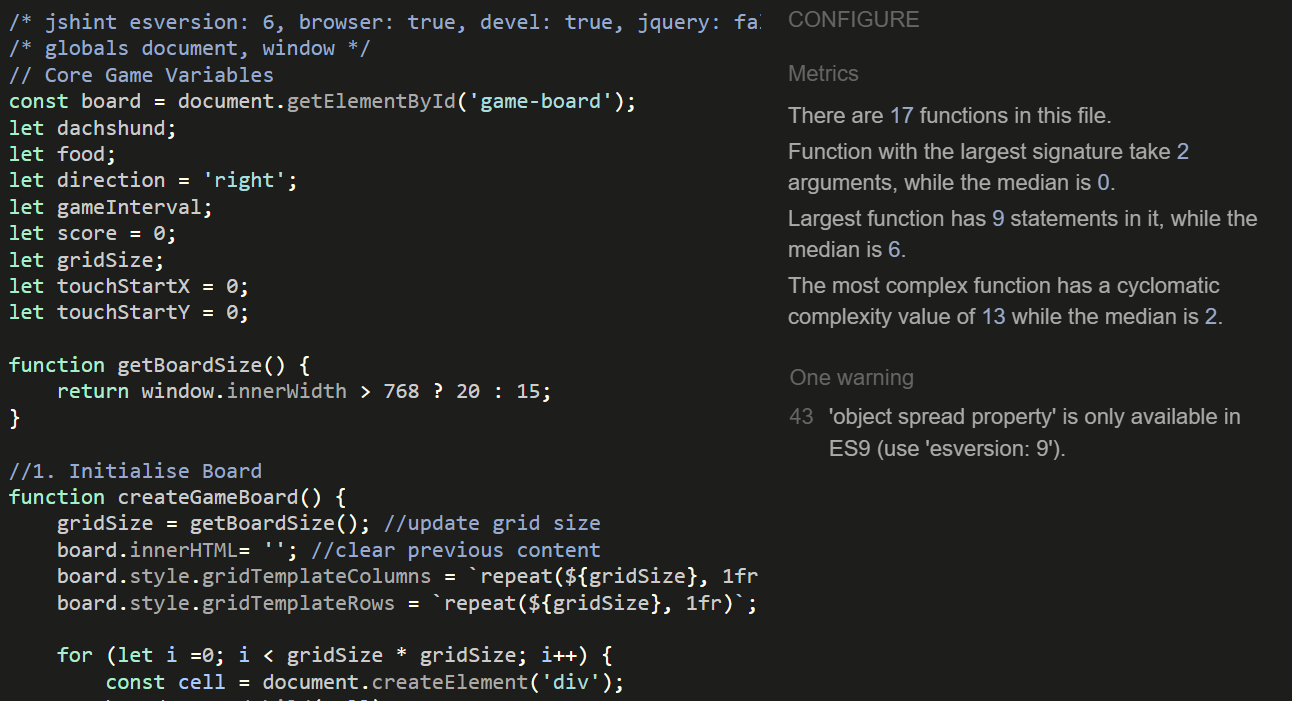 /* jshint esversion: 6, browser: true, devel: true, jquery: fa
/* globals document, window */
// Core Game Variables
const board = document.getElementById('game-board');
let dachshund;
let food;
let direction = 'right';
let gameInterval;
let score = 0;
let gridSize;
let touchStartX = 0;
let touchStartY = 0;
function getBoardSize() {
    return window.innerWidth > 768 ? 20 : 15;
}
//1. Initialise Board
function createGameBoard() {
    gridSize = getBoardSize(); //update grid size
    board.innerHTML= ''; //clear previous content
    board.style.gridTemplateColumns = `repeat(${gridSize}, 1fr
    board.style.gridTemplateRows = `repeat(${gridSize}, 1fr)`;
    for (let i =0; i < gridSize * gridSize; i++) {
        const cell = document.createElement('div');
CONFIGURE
Metrics
There are 17 functions in this file.
Function with the largest signature take 2
arguments, while the median is 0.
Largest function has 9 statements in it, while the
median is 6.
The most complex function has a cyclomatic
complexity value of 13 while the median is 2.
One warning
43 'object spread property' is only available in
ES9 (use 'esversion: 9').